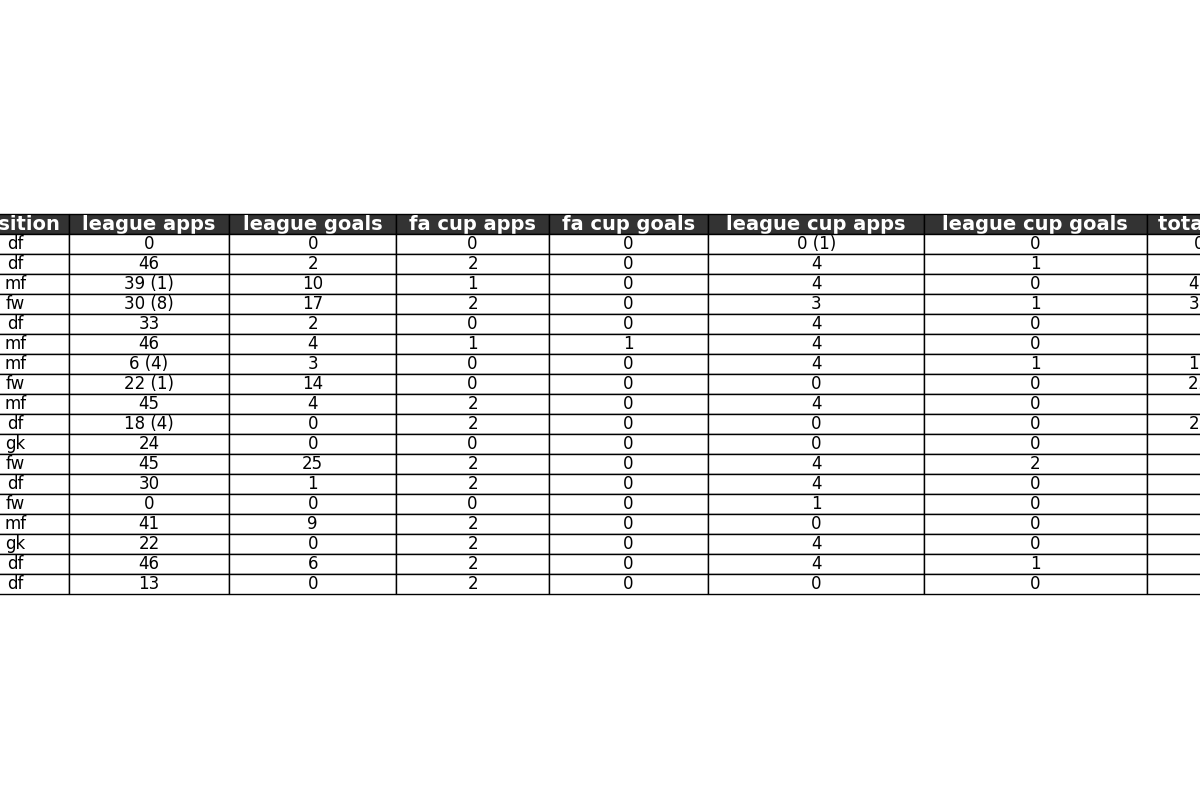 sition league apps league goals fa cup apps fa cup goals league cup apps league cup goals tota
df 0 0 0 0 0 (1) 0 0
df 46 2 2 0 4 1
mf 39 (1) 10 1 0 4 0 4
fw 30 (8) 17 2 0 3 1 3
df 33 2 0 0 4 0
mf 46 4 1 1 4 0
mf 6 (4) 3 0 0 4 1 1
fw 22 (1) 14 0 0 0 0 2
mf 45 4 2 0 4 0
df 18 (4) 0 2 0 0 0 2
gk 24 0 0 0 0 0
fw 45 25 2 0 4 2
df 30 1 2 0 4 0
fw 0 0 0 0 1 0
mf 41 9 2 0 0 0
gk 22 0 2 0 4 0
df 46 6 2 0 4 1
df 13 0 2 0 0 0